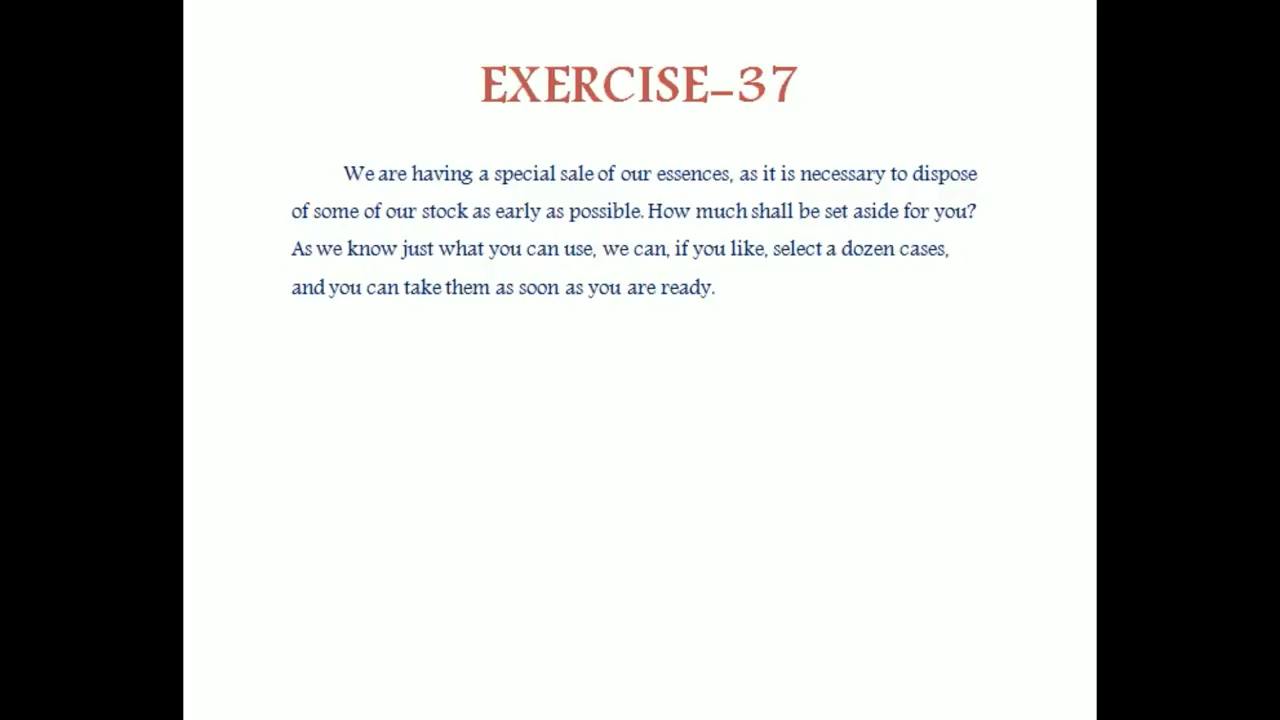 EXERCISE-37
We are having a special sale of our essences, as it is necessary to dispose
of some of our stock as early as possible. How much shall be set aside for you?
As we know just what you can use, we can, if you like, select a dozen cases,
and you can take them as soon as you are ready.